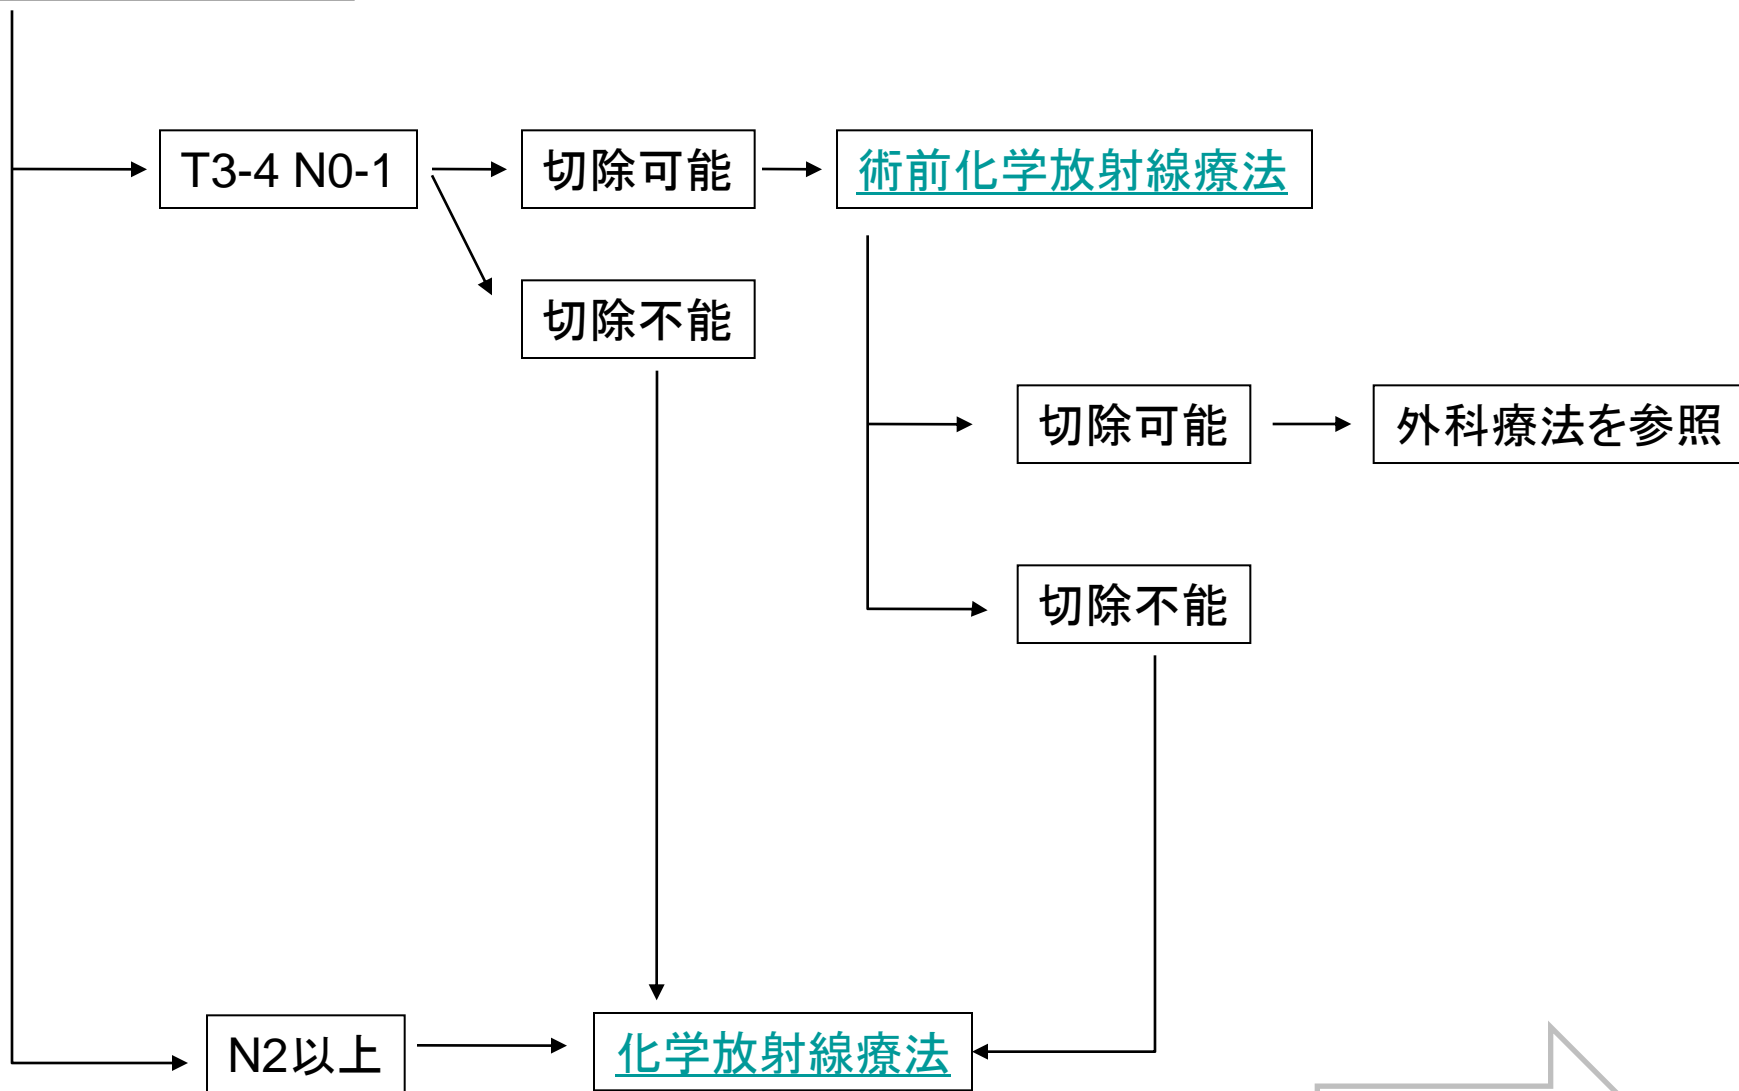 T3-4 N0-1
切除可能
術前化学放射線療法
切除不能
切除可能
外科療法を参照
切除不能
N2以上
化学放射線療法